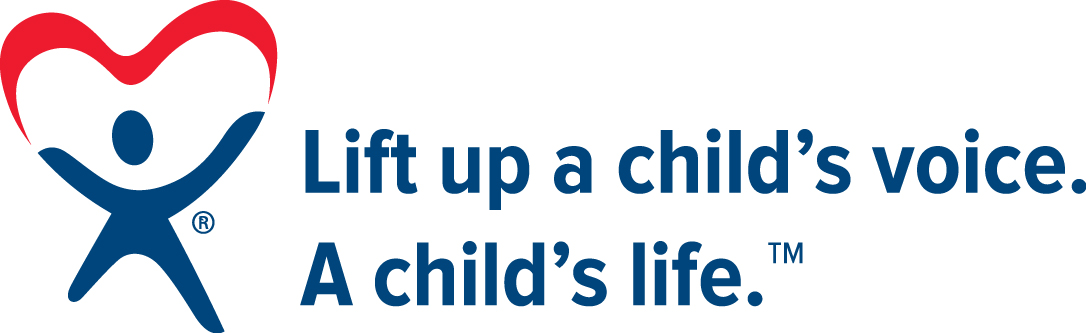 Lift up a child’s voice.
A child’s life.™
®